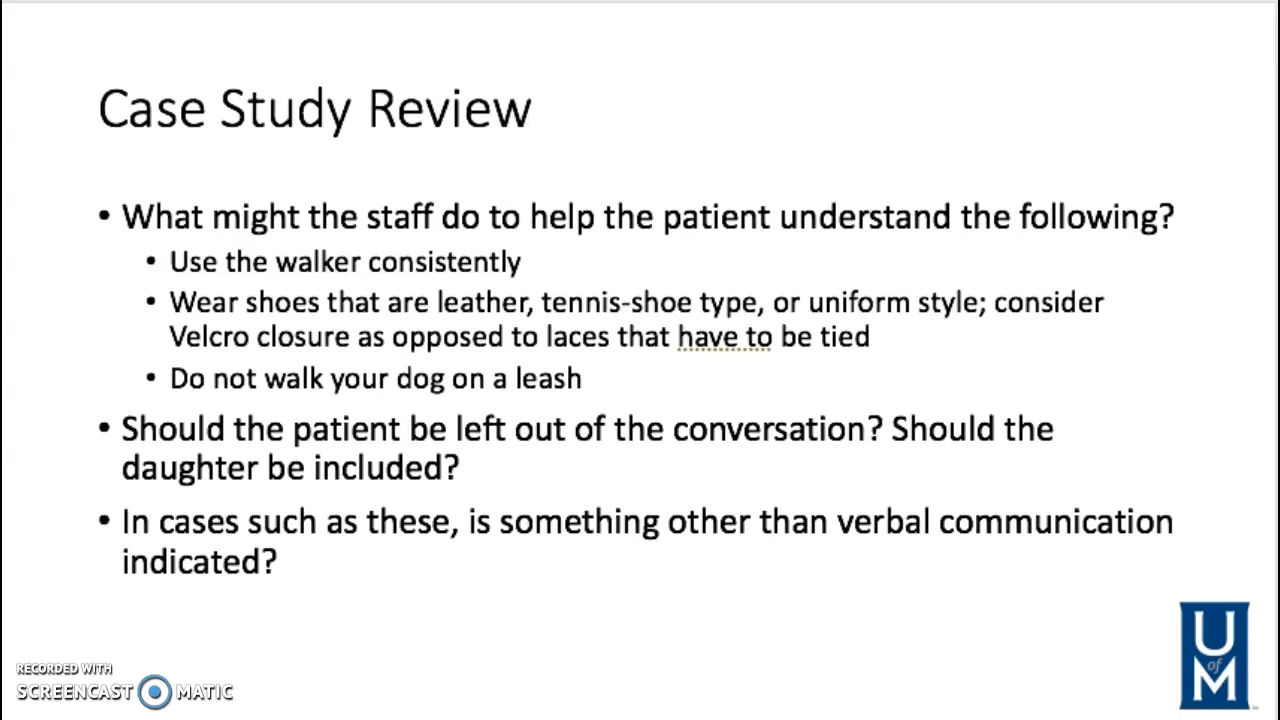 Case Study Review
• What might the staff do to help the patient understand the following?
• Use the walker consistently
• Wear shoes that are leather, tennis-shoe type, or uniform style; consider
Velcro closure as opposed to laces that have to be tied
• Do not walk your dog on a leash
• Should the patient be left out of the conversation? Should the
daughter be included?
• In cases such as these, is something other than verbal communication
indicated?
U
of
M
RECORDED WITH
SCREENCAST MATIC